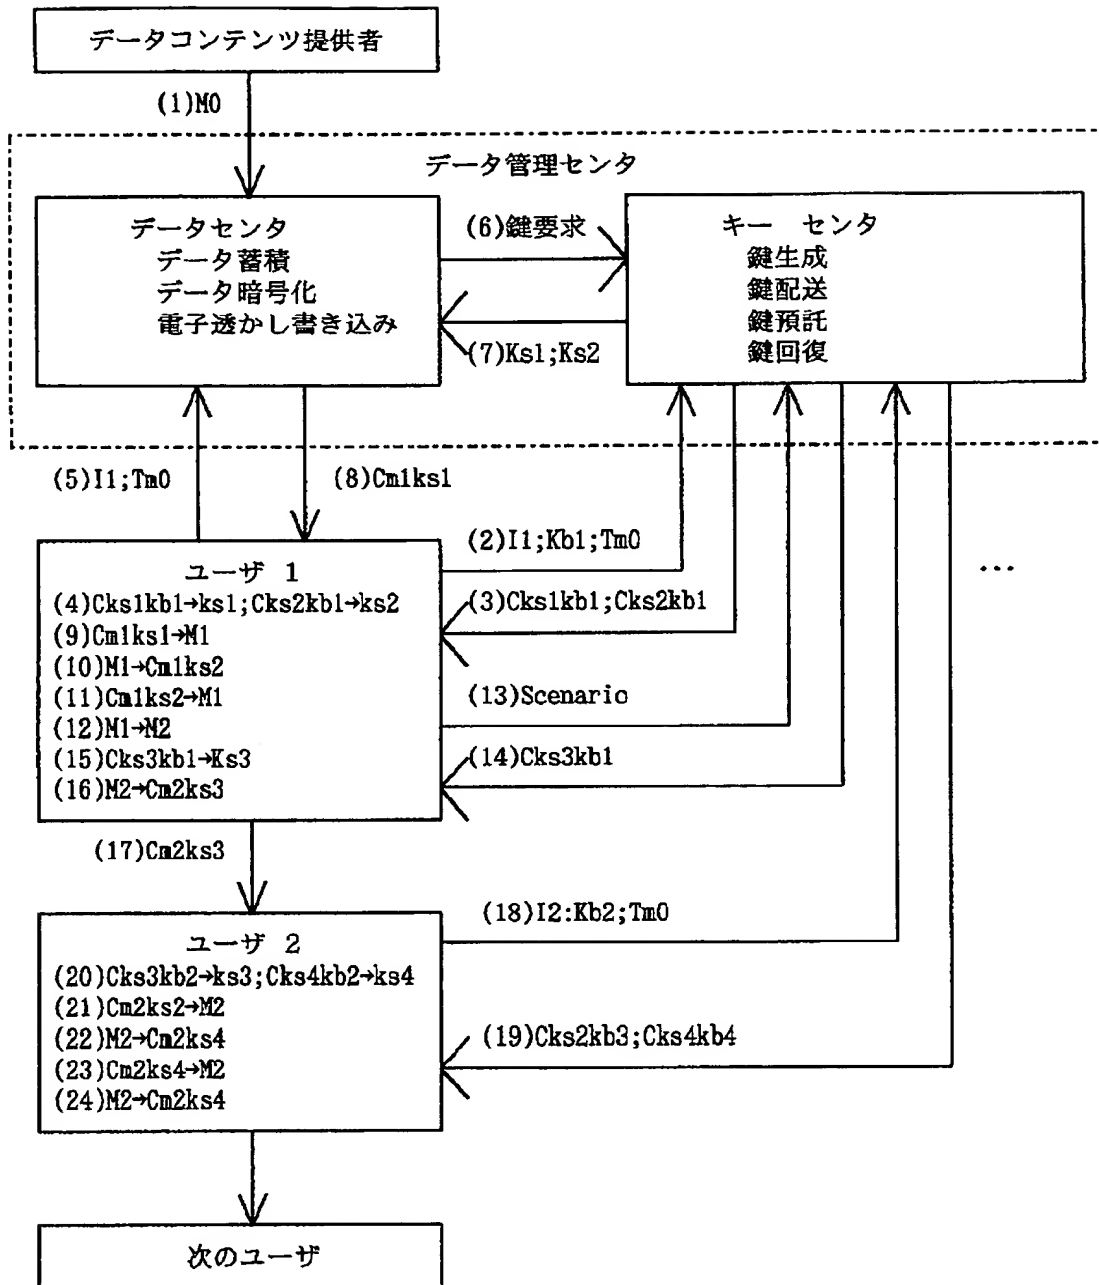 データコンテンツ提供者
(1)M0
データ管理センタ
データセンタ
データ蓄積
データ暗号化
電子透かし書き込み
(6)鍵要求
(7)Ks1;Ks2
キー センタ
鍵生成
鍵配送
鍵預託
鍵回復
(5)I1;Tm0
(8)Cm1ks1
(2)I1;Kb1;Tm0
(3)Cks1kb1;Cks2kb1
(13)Scenario
(14)Cks3kb1
...
ユーザ 1
(4)Cks1kb1→ks1;Cks2kb1→ks2
(9)Cm1ks1→M1
(10)M1→Cm1ks2
(11)Cm1ks2→M1
(12)M1→M2
(15)Cks3kb1→Ks3
(16)M2→Cm2ks3
(17)Cm2ks3
(18)I2:Kb2;Tm0
(19)Cks2kb3;Cks4kb4
ユーザ 2
(20)Cks3kb2→ks3;Cks4kb2→ks4
(21)Cm2ks2→M2
(22)M2→Cm2ks4
(23)Cm2ks4→M2
(24)M2→Cm2ks4
次のユーザ